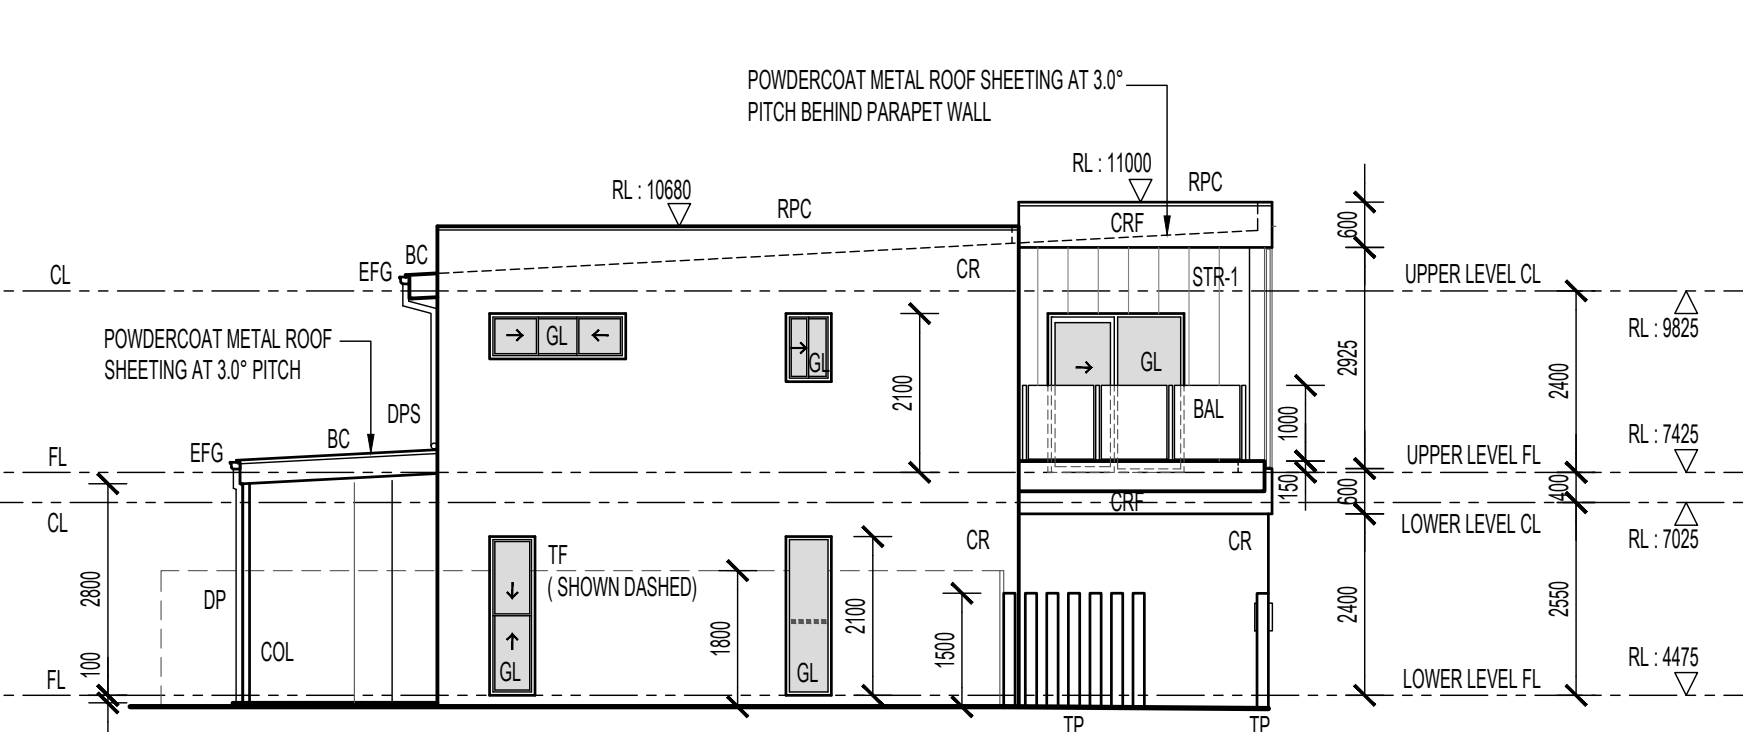 POWDERCOAT METAL ROOF SHEETING AT 3.0°
PITCH BEHIND PARAPET WALL
RL : 11000
RPC
RL : 10680
RPC
CRF
600
BC
EFG
CR
CL
STR-1
UPPER LEVEL CL
RL : 9825
POWDERCOAT METAL ROOF
SHEETING AT 3.0° PITCH
GL
GL
GL
2100
2925
2400
DPS
BAL
1000
BC
EFG
FL
UPPER LEVEL FL
RL : 7425
150
600
400
CRF
CL
LOWER LEVEL CL
RL : 7025
CR
CR
TF
( SHOWN DASHED)
2800
DP
2100
1800
1500
2400
2550
COL
100
GL
GL
FL
LOWER LEVEL FL
RL : 4475
TP
TP